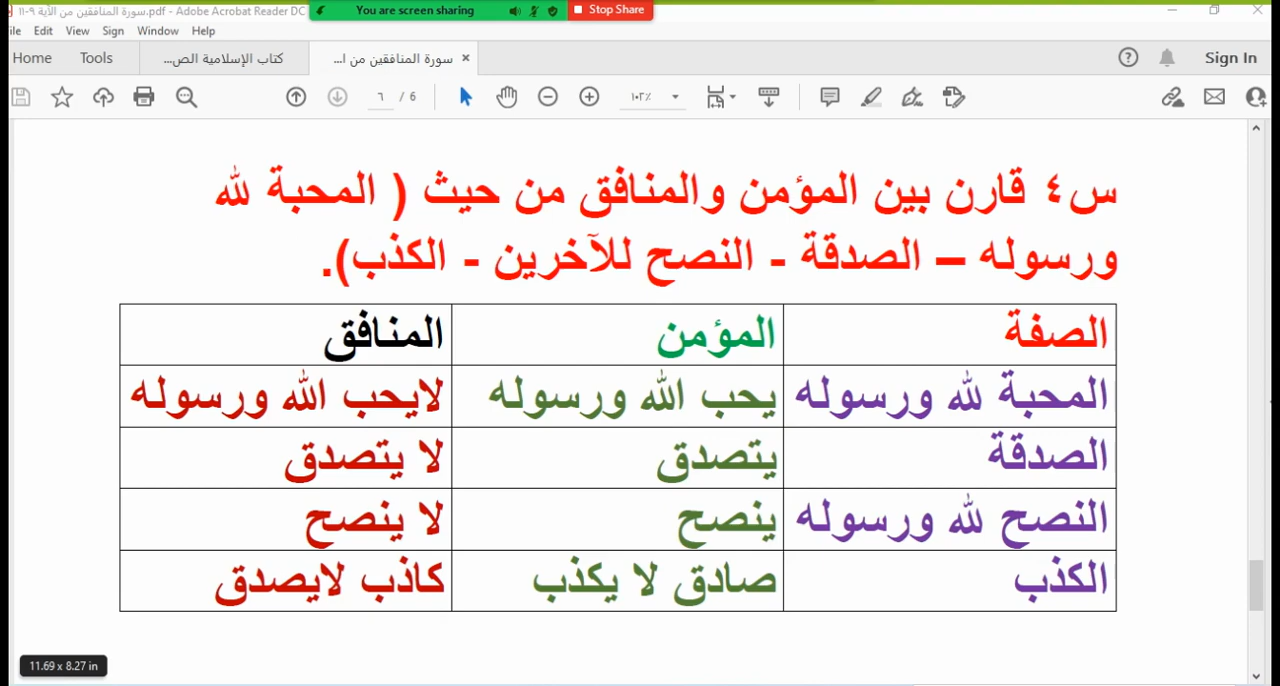 سورة المنافقين من الآية ٩-١١.pdf - Adobe Acrobat Reader DC
You are screen sharing
Stop Share
ile Edit View Sign Window Help
Home Tools كتاب الإسلامية الص... سورة المنافقين من ا... × Sign In
٦ / 6 ١٠٢٪
س٤ قارن بين المؤمن والمنافق من حيث ( المحبة لله
ورسوله – الصدقة - النصح للآخرين - الكذب).
الصفة المؤمن المنافق
المحبة لله ورسوله يحب الله ورسوله لايحب الله ورسوله
الصدقة يتصدق لا يتصدق
النصح لله ورسوله ينصح لا ينصح
الكذب صادق لا يكذب كاذب لايصدق
11.69 x 8.27 in